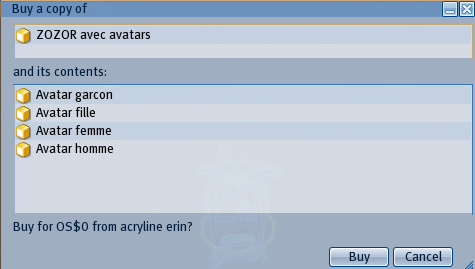 Buy a copy of
ZOZOR avec avatars
and its contents:
Avatar garcon
Avatar fille
Avatar femme
Avatar homme
Buy for OS$0 from acryline erin?
Buy Cancel